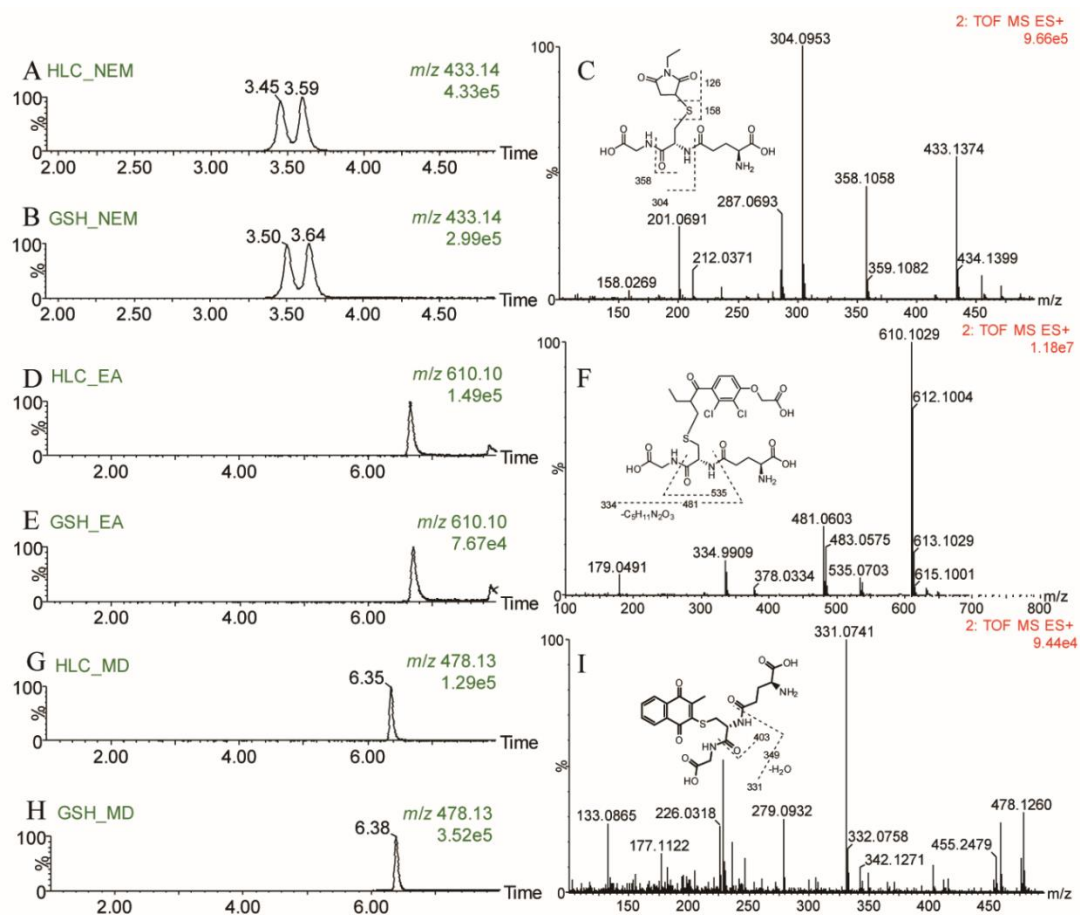 A HLC_NEM
m/z 433.14
4.33e5
3.45 3.59
100
%
0
2.00 2.50 3.00 3.50 4.00 4.50 Time
B GSH_NEM
m/z 433.14
2.99e5
3.50 3.64
100
%
0
2.00 2.50 3.00 3.50 4.00 4.50 Time
C
2: TOF MS ES+
9.66e5
100
%
0
304.0953
433.1374
358.1058
287.0693
201.0691
212.0371
158.0269
359.1082
434.1399
N
O
O
S
126
158
O
HO
H
N
O
N
H
O
O
OH
NH2
358
304
100 150 200 250 300 350 400 450 m/z
D HLC_EA
m/z 610.10
1.49e5
100
%
0
2.00 4.00 6.00 Time
E GSH_EA
m/z 610.10
7.67e4
100
%
0
2.00 4.00 6.00 Time
F
2: TOF MS ES+
1.18e7
100
%
0
610.1029
612.1004
613.1029
615.1001
481.0603
483.0575
535.0703
334.9909
378.0334
179.0491
O
O
O
OH
Cl Cl
S
O
HO
H
N
O
N
H
O
O
OH
NH2
535
334 481
-C5H11N2O3
100 200 300 400 500 600 700 800 m/z
G HLC_MD
m/z 478.13
1.29e5
6.35
100
%
0
2.00 4.00 6.00 Time
H GSH_MD
m/z 478.13
3.52e5
6.38
100
%
0
2.00 4.00 6.00 Time
I
2: TOF MS ES+
9.44e4
100
%
0
331.0741
478.1260
455.2479
342.1271
332.0758
279.0932
226.0318
177.1122
133.0865
O
OH
NH2
O
O
S
NH
O
O
NH
O
HO
403
349
-H2O
331
100 150 200 250 300 350 400 450 m/z